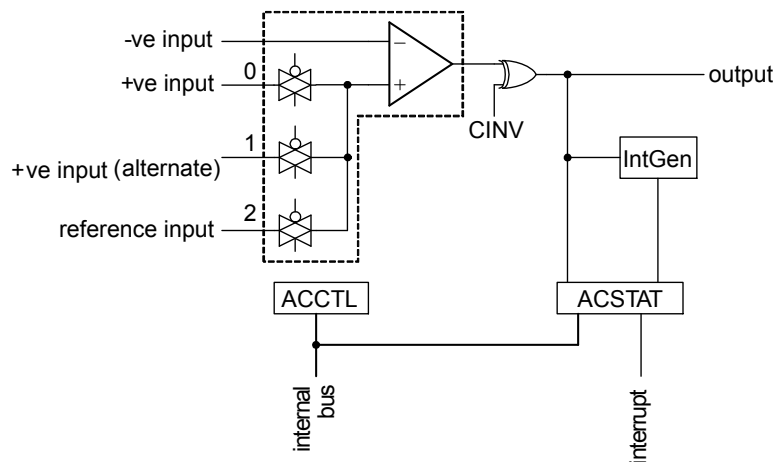 -ve input
+ve input
0
+ve input (alternate)
1
reference input
2
−
+
CINV
output
IntGen
ACCTL
ACSTAT
internal
bus
interrupt